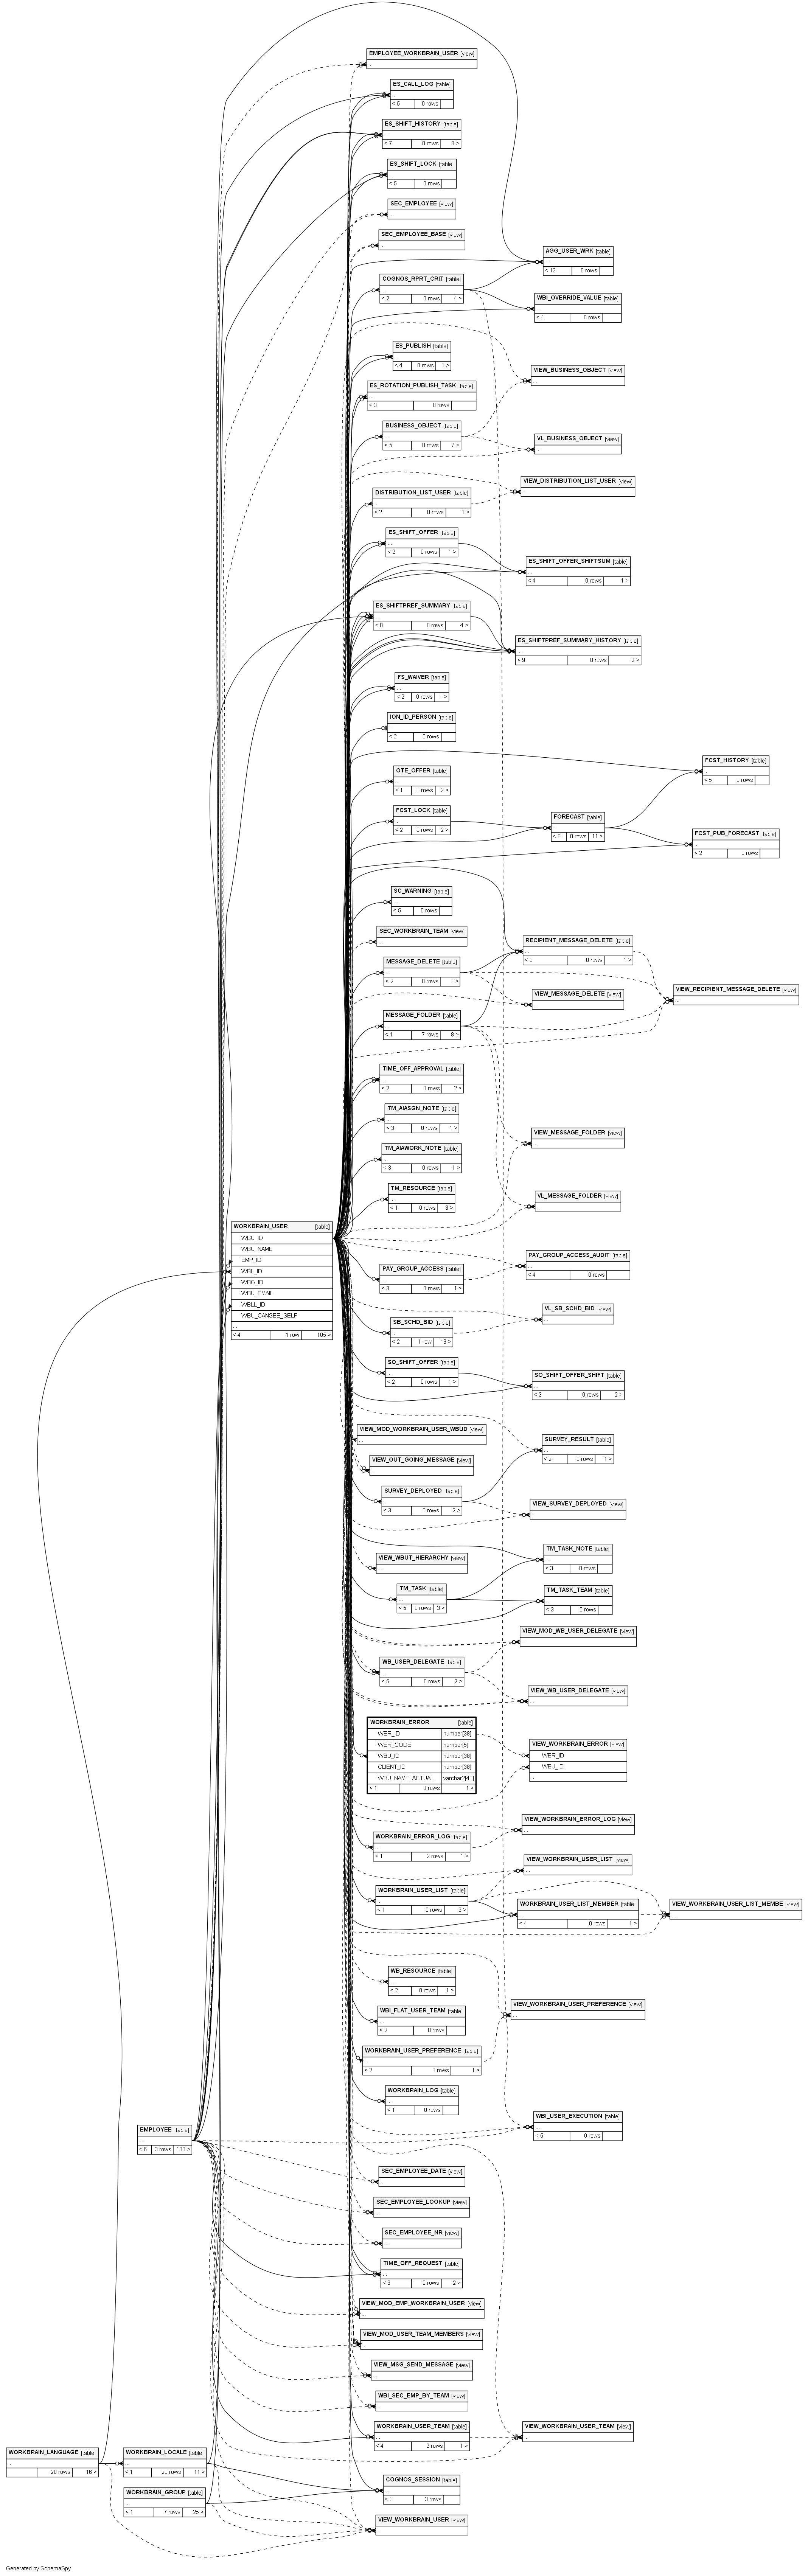 EMPLOYEE_WORKBRAIN_USER [view]
...
ES_CALL_LOG [table]
...
< 5 0 rows
ES_SHIFT_HISTORY [table]
...
< 7 0 rows 3 >
ES_SHIFT_LOCK [table]
...
< 5 0 rows
SEC_EMPLOYEE [view]
...
SEC_EMPLOYEE_BASE [view]
...
AGG_USER_WRK [table]
...
< 13 0 rows
COGNOS_RPRT_CRIT [table]
...
< 2 0 rows 4 >
WBI_OVERRIDE_VALUE [table]
...
< 4 0 rows
ES_PUBLISH [table]
...
< 4 0 rows 1 >
VIEW_BUSINESS_OBJECT [view]
...
ES_ROTATION_PUBLISH_TASK [table]
...
< 3 0 rows
BUSINESS_OBJECT [table]
...
< 5 0 rows 7 >
VL_BUSINESS_OBJECT [view]
...
VIEW_DISTRIBUTION_LIST_USER [view]
...
DISTRIBUTION_LIST_USER [table]
...
< 2 0 rows 1 >
ES_SHIFT_OFFER [table]
...
< 2 0 rows 1 >
ES_SHIFT_OFFER_SHIFTSUM [table]
...
< 4 0 rows 1 >
ES_SHIFTPREF_SUMMARY [table]
...
< 8 0 rows 4 >
ES_SHIFTPREF_SUMMARY_HISTORY [table]
...
< 9 0 rows 2 >
FS_WAIVER [table]
...
< 2 0 rows 1 >
ION_ID_PERSON [table]
...
< 2 0 rows
FCST_HISTORY [table]
...
< 5 0 rows
OTE_OFFER [table]
...
< 1 0 rows 2 >
FCST_LOCK [table]
...
< 2 0 rows 2 >
FORECAST [table]
...
< 8 0 rows 11 >
FCST_PUB_FORECAST [table]
...
< 2 0 rows
SC_WARNING [table]
...
< 5 0 rows
SEC_WORKBRAIN_TEAM [view]
...
RECIPIENT_MESSAGE_DELETE [table]
...
< 3 0 rows 1 >
MESSAGE_DELETE [table]
...
< 2 0 rows 3 >
VIEW_RECIPIENT_MESSAGE_DELETE [view]
...
VIEW_MESSAGE_DELETE [view]
...
MESSAGE_FOLDER [table]
...
< 1 7 rows 8 >
TIME_OFF_APPROVAL [table]
...
< 2 0 rows 2 >
TM_AIASGN_NOTE [table]
...
< 3 0 rows 1 >
VIEW_MESSAGE_FOLDER [view]
...
TM_AIAWORK_NOTE [table]
...
< 3 0 rows 1 >
TM_RESOURCE [table]
...
< 1 0 rows 3 >
VL_MESSAGE_FOLDER [view]
...
WORKBRAIN_USER [table]
WBU_ID
WBU_NAME
EMP_ID
WBL_ID
WBG_ID
WBU_EMAIL
WBLL_ID
WBU_CANSEE_SELF
...
< 4 1 row 105 >
PAY_GROUP_ACCESS_AUDIT [table]
...
< 4 0 rows
PAY_GROUP_ACCESS [table]
...
< 3 0 rows 1 >
VL_SB_SCHD_BID [view]
...
SB_SCHD_BID [table]
...
< 2 1 row 13 >
SO_SHIFT_OFFER [table]
...
< 2 0 rows 1 >
SO_SHIFT_OFFER_SHIFT [table]
...
< 3 0 rows 2 >
VIEW_MOD_WORKBRAIN_USER_WBUD [view]
...
SURVEY_RESULT [table]
...
< 2 0 rows 1 >
VIEW_OUT_GOING_MESSAGE [view]
...
SURVEY_DEPLOYED [table]
...
< 3 0 rows 2 >
VIEW_SURVEY_DEPLOYED [view]
...
TM_TASK_NOTE [table]
...
< 3 0 rows
VIEW_WBUT_HIERARCHY [view]
...
TM_TASK [table]
...
< 5 0 rows 3 >
TM_TASK_TEAM [table]
...
< 3 0 rows
VIEW_MOD_WB_USER_DELEGATE [view]
...
WB_USER_DELEGATE [table]
...
< 5 0 rows 2 >
VIEW_WB_USER_DELEGATE [view]
...
WORKBRAIN_ERROR [table]
WER_ID number[38]
WER_CODE number[5]
WBU_ID number[38]
CLIENT_ID number[38]
WBU_NAME_ACTUAL varchar2[40]
< 1 0 rows 1 >
VIEW_WORKBRAIN_ERROR [view]
WER_ID
WBU_ID
...
VIEW_WORKBRAIN_ERROR_LOG [view]
...
WORKBRAIN_ERROR_LOG [table]
...
< 1 2 rows 1 >
VIEW_WORKBRAIN_USER_LIST [view]
...
WORKBRAIN_USER_LIST [table]
...
< 1 0 rows 3 >
WORKBRAIN_USER_LIST_MEMBER [table]
...
< 4 0 rows 1 >
VIEW_WORKBRAIN_USER_LIST_MEMBE [view]
...
WB_RESOURCE [table]
...
< 2 0 rows 1 >
VIEW_WORKBRAIN_USER_PREFERENCE [view]
...
WBI_FLAT_USER_TEAM [table]
...
< 2 0 rows
WORKBRAIN_USER_PREFERENCE [table]
...
< 2 0 rows 1 >
WORKBRAIN_LOG [table]
...
< 1 0 rows
WBI_USER_EXECUTION [table]
...
< 5 0 rows
EMPLOYEE [table]
...
< 6 3 rows 180 >
SEC_EMPLOYEE_DATE [view]
...
SEC_EMPLOYEE_LOOKUP [view]
...
SEC_EMPLOYEE_NR [view]
...
TIME_OFF_REQUEST [table]
...
< 3 0 rows 2 >
VIEW_MOD_EMP_WORKBRAIN_USER [view]
...
VIEW_MOD_USER_TEAM_MEMBERS [view]
...
VIEW_MSG_SEND_MESSAGE [view]
...
WBI_SEC_EMP_BY_TEAM [view]
...
WORKBRAIN_USER_TEAM [table]
...
< 4 2 rows 1 >
VIEW_WORKBRAIN_USER_TEAM [view]
...
WORKBRAIN_LANGUAGE [table]
...
20 rows 16 >
WORKBRAIN_LOCALE [table]
...
< 1 20 rows 11 >
COGNOS_SESSION [table]
...
< 3 3 rows
WORKBRAIN_GROUP [table]
...
< 1 7 rows 25 >
VIEW_WORKBRAIN_USER [view]
...
Generated by SchemaSpy